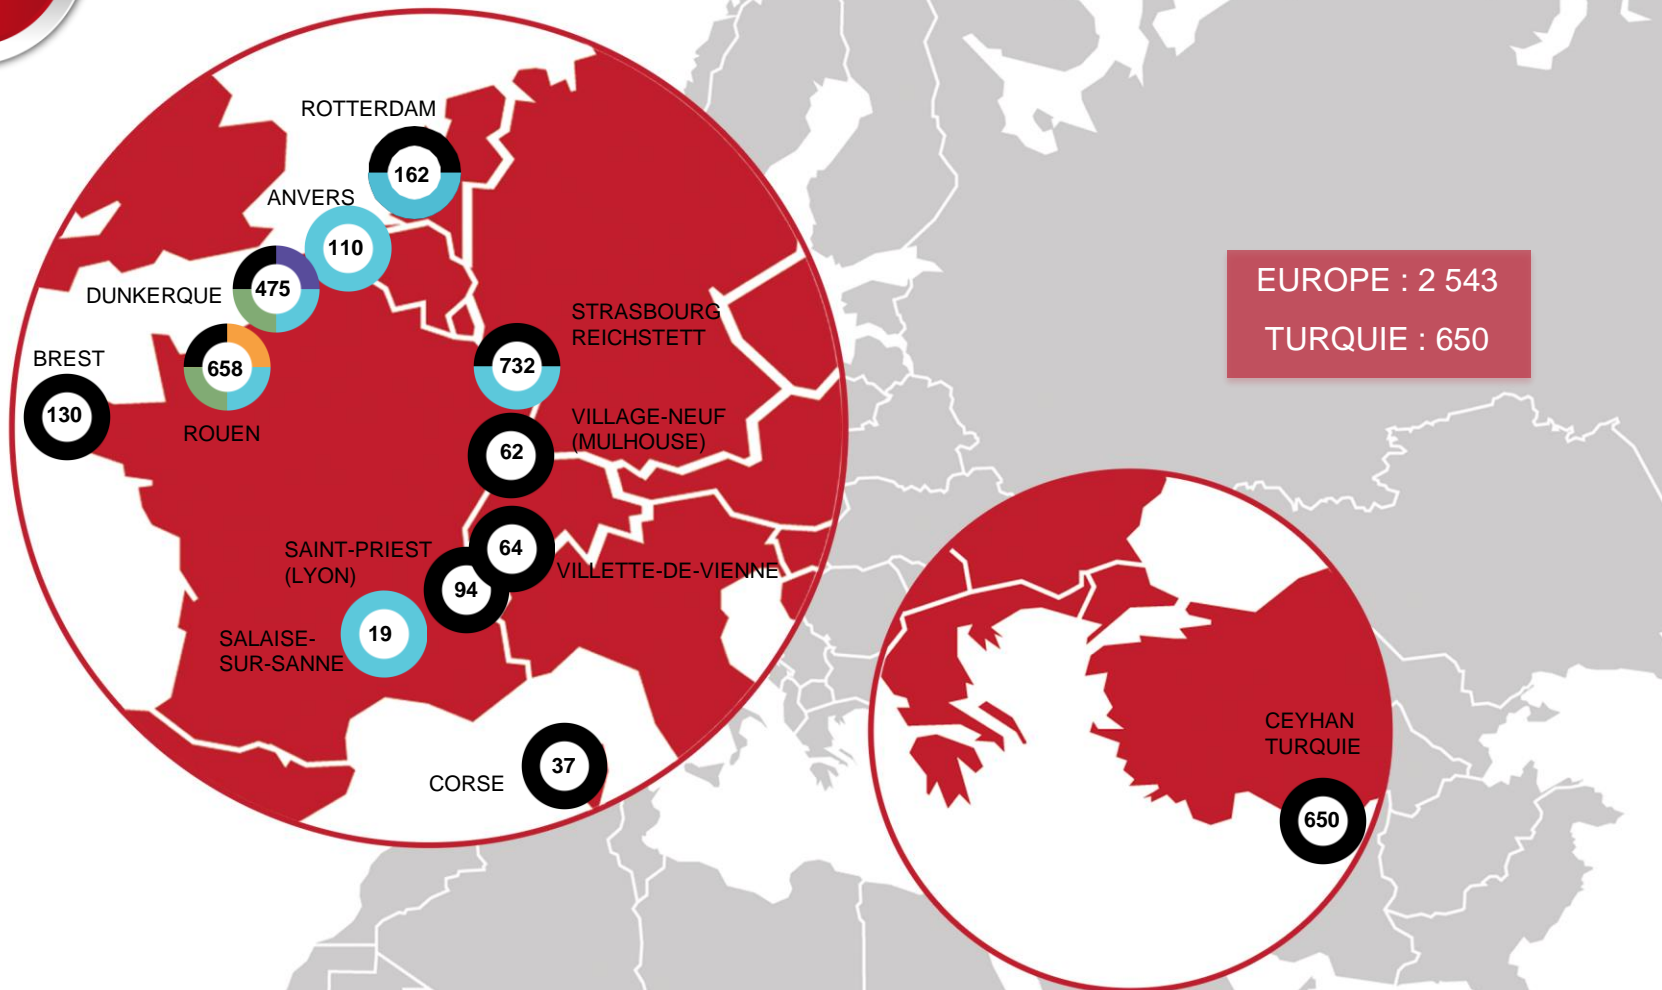 ROTTERDAM
162
ANVERS
110
DUNKERQUE
475
STRASBOURG
REICHSTETT
732
BREST
130
658
ROUEN
VILLAGE-NEUF
(MULHOUSE)
62
SAINT-PRIEST
(LYON)
64
VILLETTE-DE-VIENNE
94
SALAISE-
SUR-SANNE
19
CORSE
37
EUROPE : 2 543
TURQUIE : 650
CEYHAN
TURQUIE
650